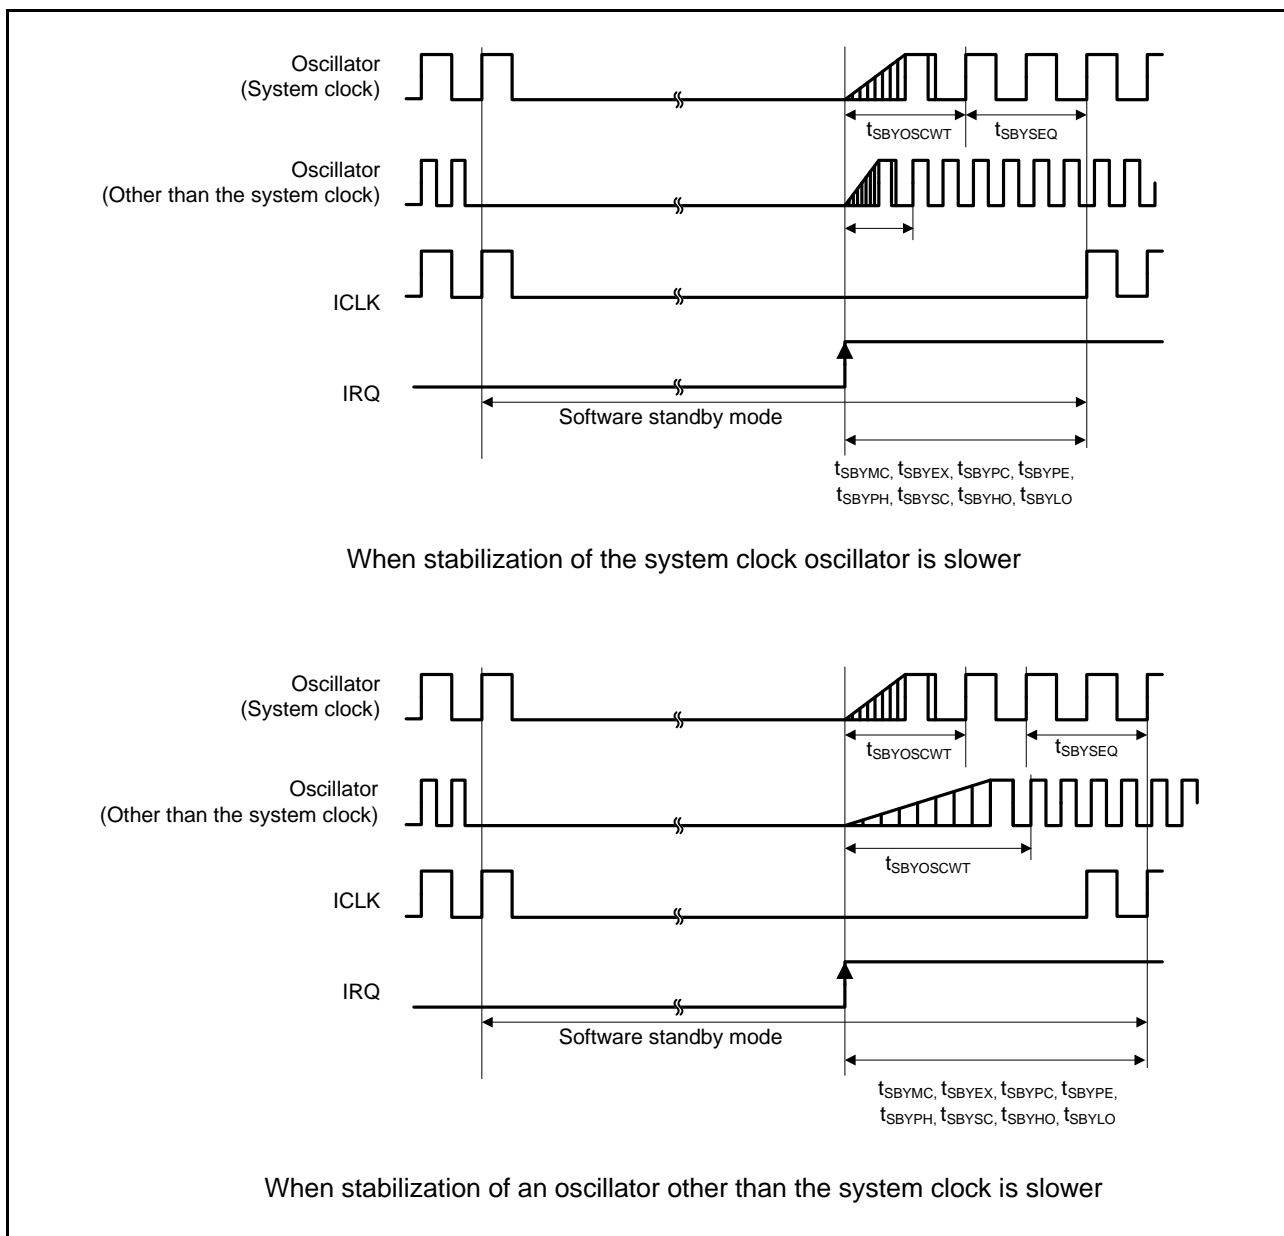 Oscillator
(System clock)
tSBYOSCWT
tSBYSEQ
Oscillator
(Other than the system clock)
ICLK
IRQ
Software standby mode
tSBYMC, tSBYEX, tSBYPC, tSBYPE,
tSBYPH, tSBYSC, tSBYHO, tSBYLO
When stabilization of the system clock oscillator is slower
Oscillator
(System clock)
tSBYOSCWT
tSBYSEQ
Oscillator
(Other than the system clock)
tSBYOSCWT
ICLK
IRQ
Software standby mode
tSBYMC, tSBYEX, tSBYPC, tSBYPE,
tSBYPH, tSBYSC, tSBYHO, tSBYLO
When stabilization of an oscillator other than the system clock is slower